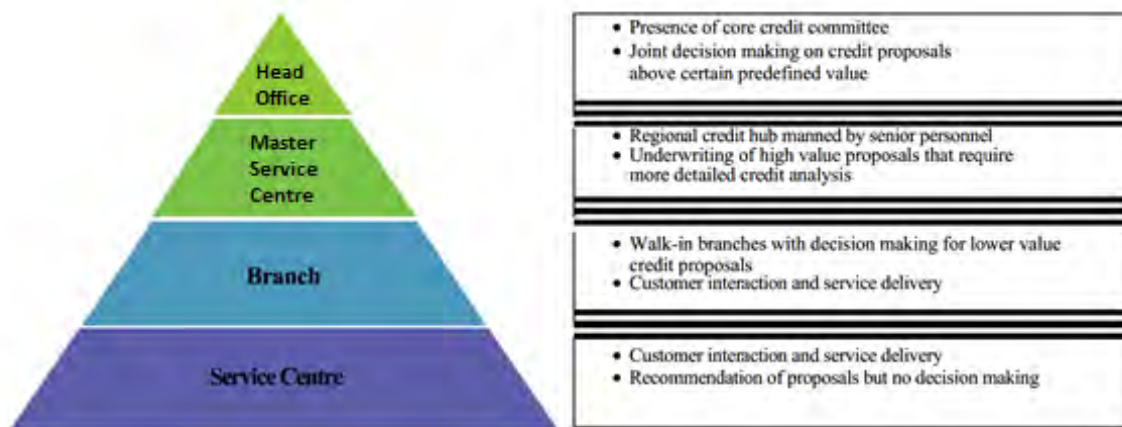 Head
Office
• Presence of core credit committee
• Joint decision making on credit proposals
above certain predefined value
Master
Service
Centre
• Regional credit hub manned by senior personnel
• Underwriting of high value proposals that require
more detailed credit analysis
Branch
• Walk-in branches with decision making for lower value
credit proposals
• Customer interaction and service delivery
Service Centre
• Customer interaction and service delivery
• Recommendation of proposals but no decision making